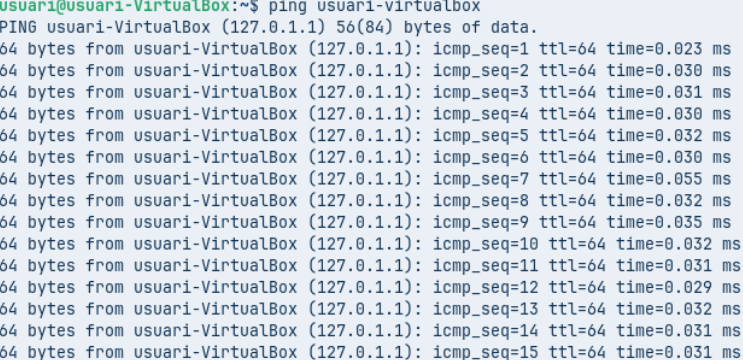 usuari@usuari-VirtualBox:~$ ping usuari-virtualbox
PING usuari-VirtualBox (127.0.1.1) 56(84) bytes of data.
64 bytes from usuari-VirtualBox (127.0.1.1): icmp_seq=1 ttl=64 time=0.023 ms
64 bytes from usuari-VirtualBox (127.0.1.1): icmp_seq=2 ttl=64 time=0.030 ms
64 bytes from usuari-VirtualBox (127.0.1.1): icmp_seq=3 ttl=64 time=0.031 ms
64 bytes from usuari-VirtualBox (127.0.1.1): icmp_seq=4 ttl=64 time=0.030 ms
64 bytes from usuari-VirtualBox (127.0.1.1): icmp_seq=5 ttl=64 time=0.032 ms
64 bytes from usuari-VirtualBox (127.0.1.1): icmp_seq=6 ttl=64 time=0.030 ms
64 bytes from usuari-VirtualBox (127.0.1.1): icmp_seq=7 ttl=64 time=0.055 ms
64 bytes from usuari-VirtualBox (127.0.1.1): icmp_seq=8 ttl=64 time=0.032 ms
64 bytes from usuari-VirtualBox (127.0.1.1): icmp_seq=9 ttl=64 time=0.035 ms
64 bytes from usuari-VirtualBox (127.0.1.1): icmp_seq=10 ttl=64 time=0.032 ms
64 bytes from usuari-VirtualBox (127.0.1.1): icmp_seq=11 ttl=64 time=0.031 ms
64 bytes from usuari-VirtualBox (127.0.1.1): icmp_seq=12 ttl=64 time=0.029 ms
64 bytes from usuari-VirtualBox (127.0.1.1): icmp_seq=13 ttl=64 time=0.032 ms
64 bytes from usuari-VirtualBox (127.0.1.1): icmp_seq=14 ttl=64 time=0.031 ms
64 bytes from usuari-VirtualBox (127.0.1.1): icmp_seq=15 ttl=64 time=0.031 ms